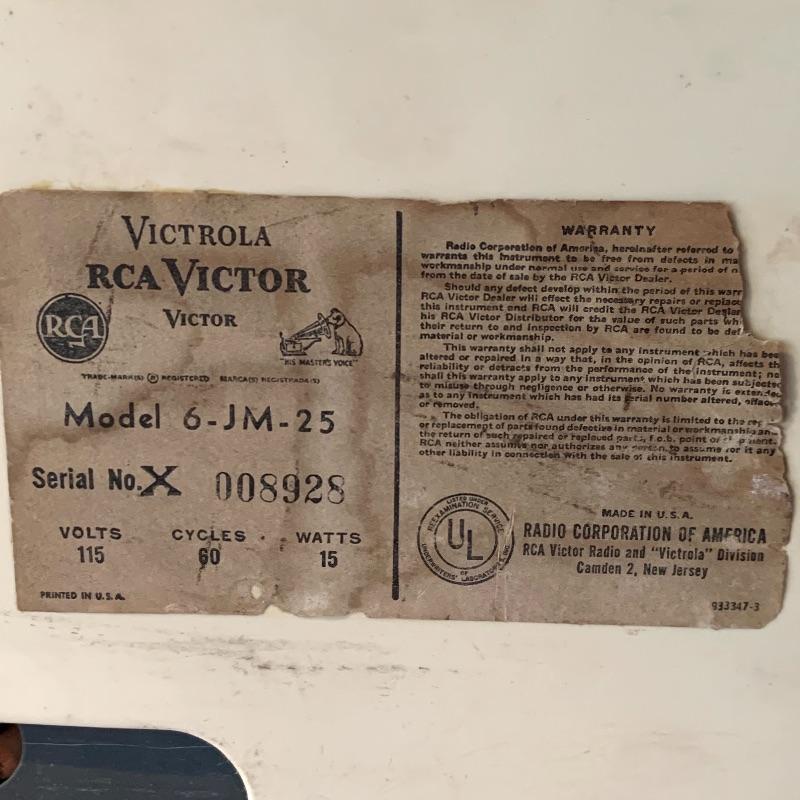 VICTROLA
RCA VICTOR
RCA
VICTOR
"HIS MASTER'S VOICE"
TRADE-MARK(S) ® REGISTERED MARCA(S) REGISTRADA(S)
Model 6-JM-25
Serial No. X 008928
VOLTS CYCLES WATTS
115 60 15
PRINTED IN U.S.A.
WARRANTY
Radio Corporation of America, hereinafter referred to
warrants this instrument to be free from defects in
workmanship under normal use and service for a period of
from the date of sale by the RCA Victor Dealer.
Should any defect develop within the period of this
RCA Victor Dealer will effect the necessary repairs or
this instrument and RCA will credit the RCA Victor Dealer
his RCA Victor Distributor for the value of such parts
their return to and inspection by RCA are found to be
material or workmanship.
This warranty shall not apply to any instrument which has been
altered or repaired in a way that, in the opinion of RCA, affects
reliability or detracts from the performance of the instrument;
shall this warranty apply to any instrument which has been subjected
to misuse through negligence or otherwise. No warranty is extended
as to any instrument which has had its serial number altered,
or removed.
The obligation of RCA under this warranty is limited to the
or replacement of parts found defective in material or workmanship and
the return of such repaired or replaced parts, f.o.b. point of
RCA neither assumes nor authorizes any person to assume for it any
other liability in connection with the sale of this instrument.
LISTED UNDER
REEXAMINATION SERVICE
UL
OF
UNDERWRITERS' LABORATORIES, INC.
MADE IN U.S.A.
RADIO CORPORATION OF AMERICA
RCA Victor Radio and "Victrola" Division
Camden 2, New Jersey
933347-3